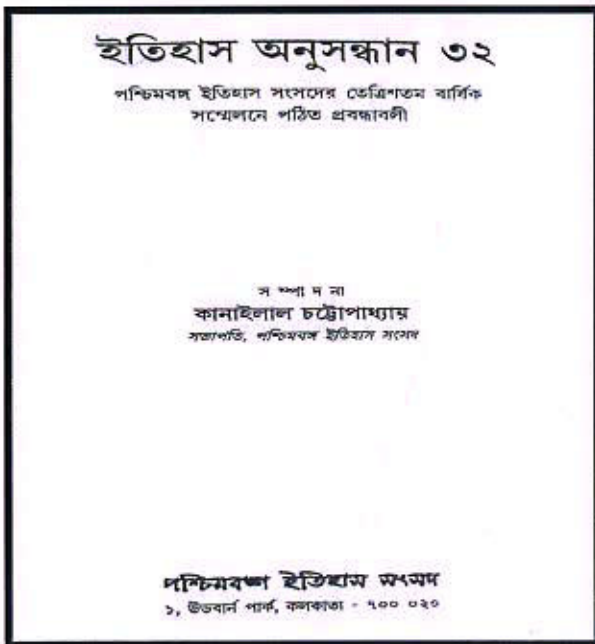 ইতিহাস অনুসন্ধান ৩২
পশ্চিমবঙ্গ ইতিহাস সংসদের তেত্রিশতম বার্ষিক
সম্মেলনে পঠিত প্রবন্ধাবলী
সম্পাদনা
কানাইলাল চট্টোপাধ্যায়
সভাপতি, পশ্চিমবঙ্গ ইতিহাস সংসদ
পশ্চিমবঙ্গ ইতিহাস সংসদ
১, উডবার্ন পার্ক, কলকাতা - ৭০০ ০২০